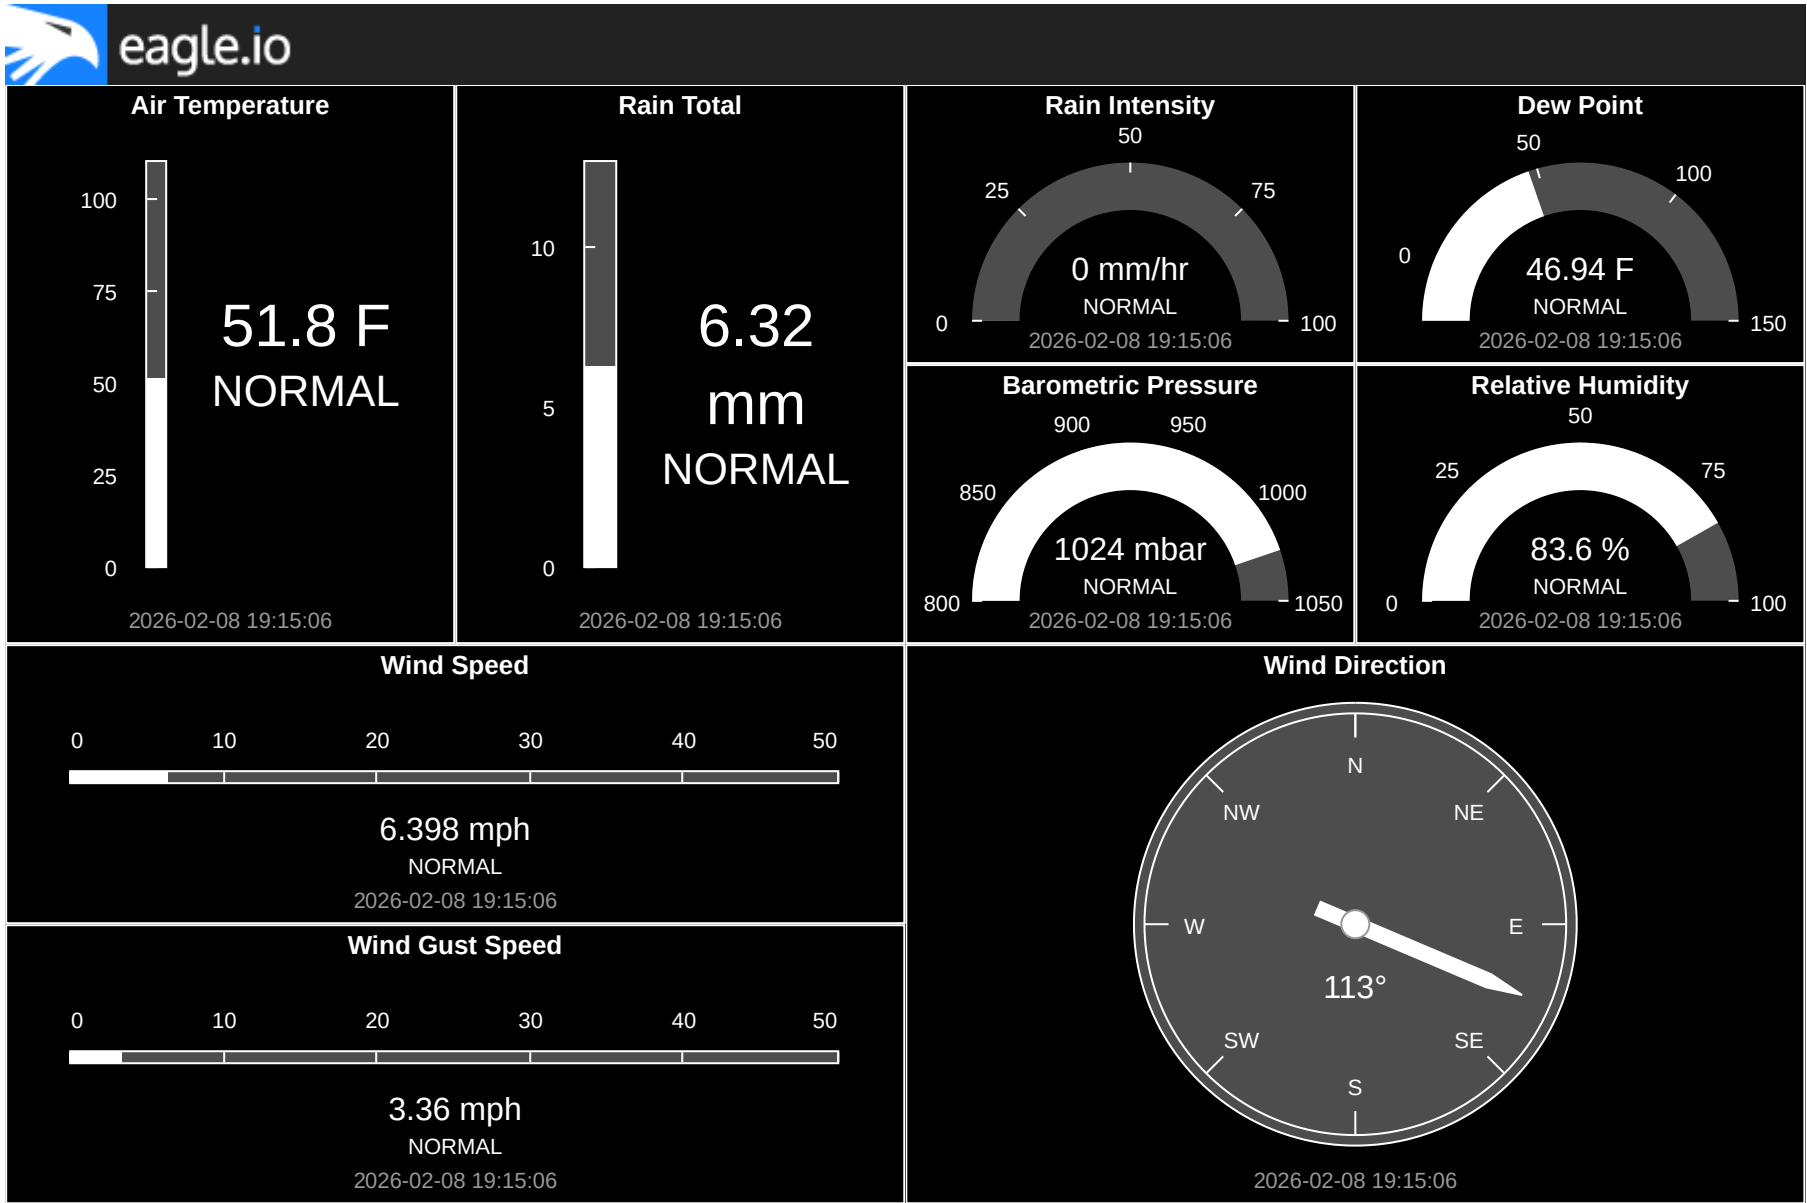 eagle.io
Air Temperature
100
75
50
25
0
51.8 F
NORMAL
2026-02-08 19:15:06
Rain Total
10
5
0
6.32
mm
NORMAL
2026-02-08 19:15:06
Rain Intensity
0
25
50
75
100
0 mm/hr
NORMAL
2026-02-08 19:15:06
Dew Point
0
50
100
150
46.94 F
NORMAL
2026-02-08 19:15:06
Barometric Pressure
800
850
900
950
1000
1050
1024 mbar
NORMAL
2026-02-08 19:15:06
Relative Humidity
0
25
50
75
100
83.6 %
NORMAL
2026-02-08 19:15:06
Wind Speed
0 10 20 30 40 50
6.398 mph
NORMAL
2026-02-08 19:15:06
Wind Gust Speed
0 10 20 30 40 50
3.36 mph
NORMAL
2026-02-08 19:15:06
Wind Direction
N
NW NE
W E
113°
SW SE
S
2026-02-08 19:15:06